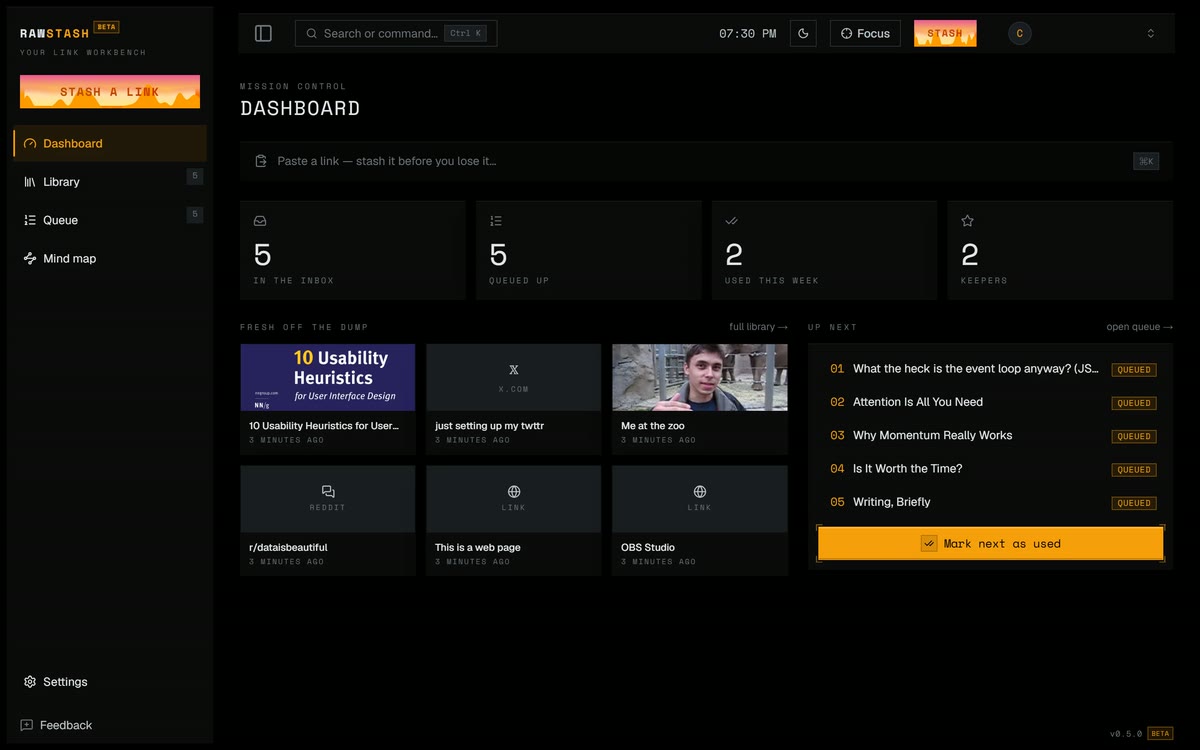 RAWSTASH BETA
YOUR LINK WORKBENCH
STASH A LINK
Dashboard
Library 5
Queue 5
Mind map
Settings
Feedback
Search or command... Ctrl K
07:30 PM
Focus
STASH
C
MISSION CONTROL
DASHBOARD
Paste a link — stash it before you lose it...
⌘K
5
IN THE INBOX
5
QUEUED UP
2
USED THIS WEEK
2
KEEPERS
FRESH OFF THE DUMP
full library →
10 Usability
Heuristics
for User Interface Design
nngroup.com
NN/g
10 Usability Heuristics for User...
3 MINUTES AGO
X
X.COM
just setting up my twttr
3 MINUTES AGO
Me at the zoo
3 MINUTES AGO
REDDIT
r/dataisbeautiful
3 MINUTES AGO
LINK
This is a web page
3 MINUTES AGO
LINK
OBS Studio
3 MINUTES AGO
UP NEXT
open queue →
01 What the heck is the event loop anyway? (JS... QUEUED
02 Attention Is All You Need QUEUED
03 Why Momentum Really Works QUEUED
04 Is It Worth the Time? QUEUED
05 Writing, Briefly QUEUED
Mark next as used
v0.5.0 BETA